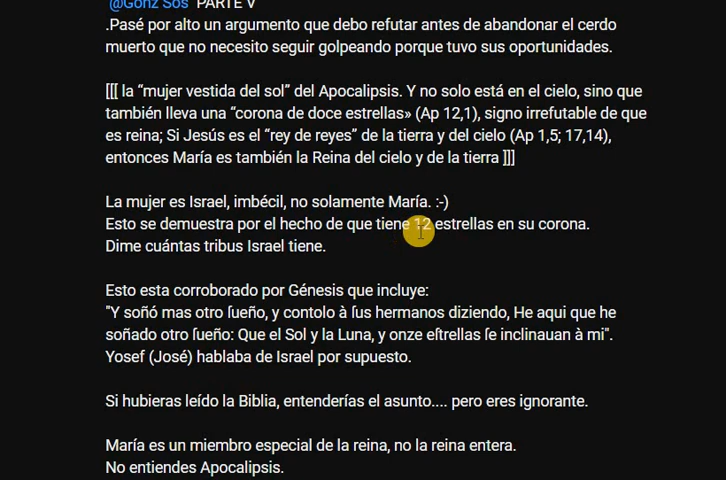 @Gonz Sos PARTE V
.Pasé por alto un argumento que debo refutar antes de abandonar el cerdo
muerto que no necesito seguir golpeando porque tuvo sus oportunidades.
[[[ la “mujer vestida del sol” del Apocalipsis. Y no solo está en el cielo, sino que
también lleva una “corona de doce estrellas» (Ap 12,1), signo irrefutable de que
es reina; Si Jesús es el “rey de reyes” de la tierra y del cielo (Ap 1,5; 17,14),
entonces María es también la Reina del cielo y de la tierra ]]]
La mujer es Israel, imbécil, no solamente María. :-)
Esto se demuestra por el hecho de que tiene 12 estrellas en su corona.
Dime cuántas tribus Israel tiene.
Esto esta corroborado por Génesis que incluye:
"Y soñó mas otro ſueño, y contolo à ſus hermanos diziendo, He aqui que he
soñado otro ſueño: Que el Sol y la Luna, y onze eſtrellas ſe inclinauan à mi".
Yosef (José) hablaba de Israel por supuesto.
Si hubieras leído la Biblia, entenderías el asunto.... pero eres ignorante.
María es un miembro especial de la reina, no la reina entera.
No entiendes Apocalipsis.